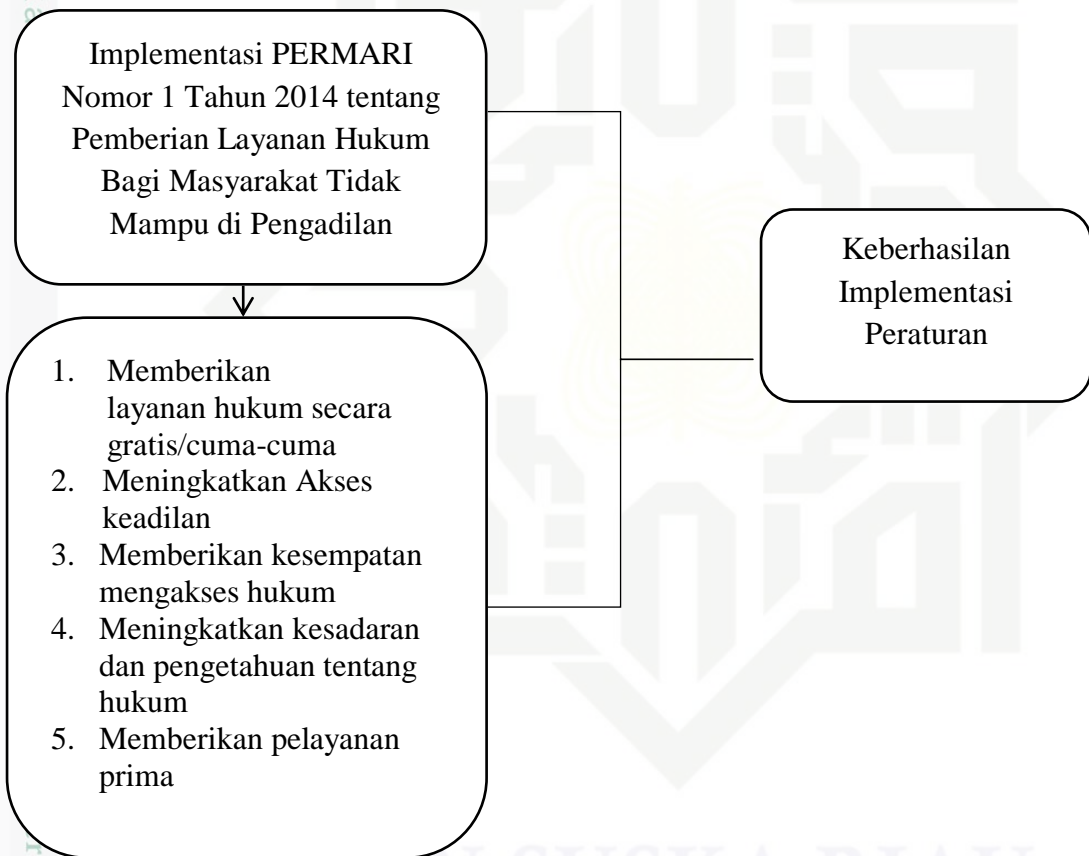 Implementasi PERMARI
Nomor 1 Tahun 2014 tentang
Pemberian Layanan Hukum
Bagi Masyarakat Tidak
Mampu di Pengadilan
1. Memberikan
layanan hukum secara
gratis/cuma-cuma
2. Meningkatkan Akses
keadilan
3. Memberikan kesempatan
mengakses hukum
4. Meningkatkan kesadaran
dan pengetahuan tentang
hukum
5. Memberikan pelayanan
prima
Keberhasilan
Implementasi
Peraturan
SUSKA RIAU